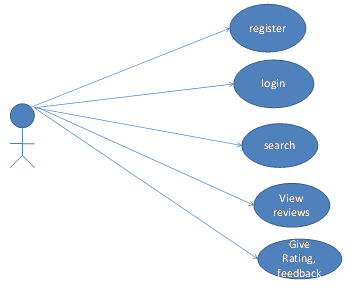 register
login
search
View
reviews
Give
Rating,
feedback